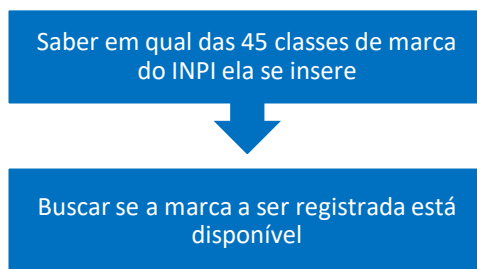 Saber em qual das 45 classes de marca
do INPI ela se insere
Buscar se a marca a ser registrada está
disponível